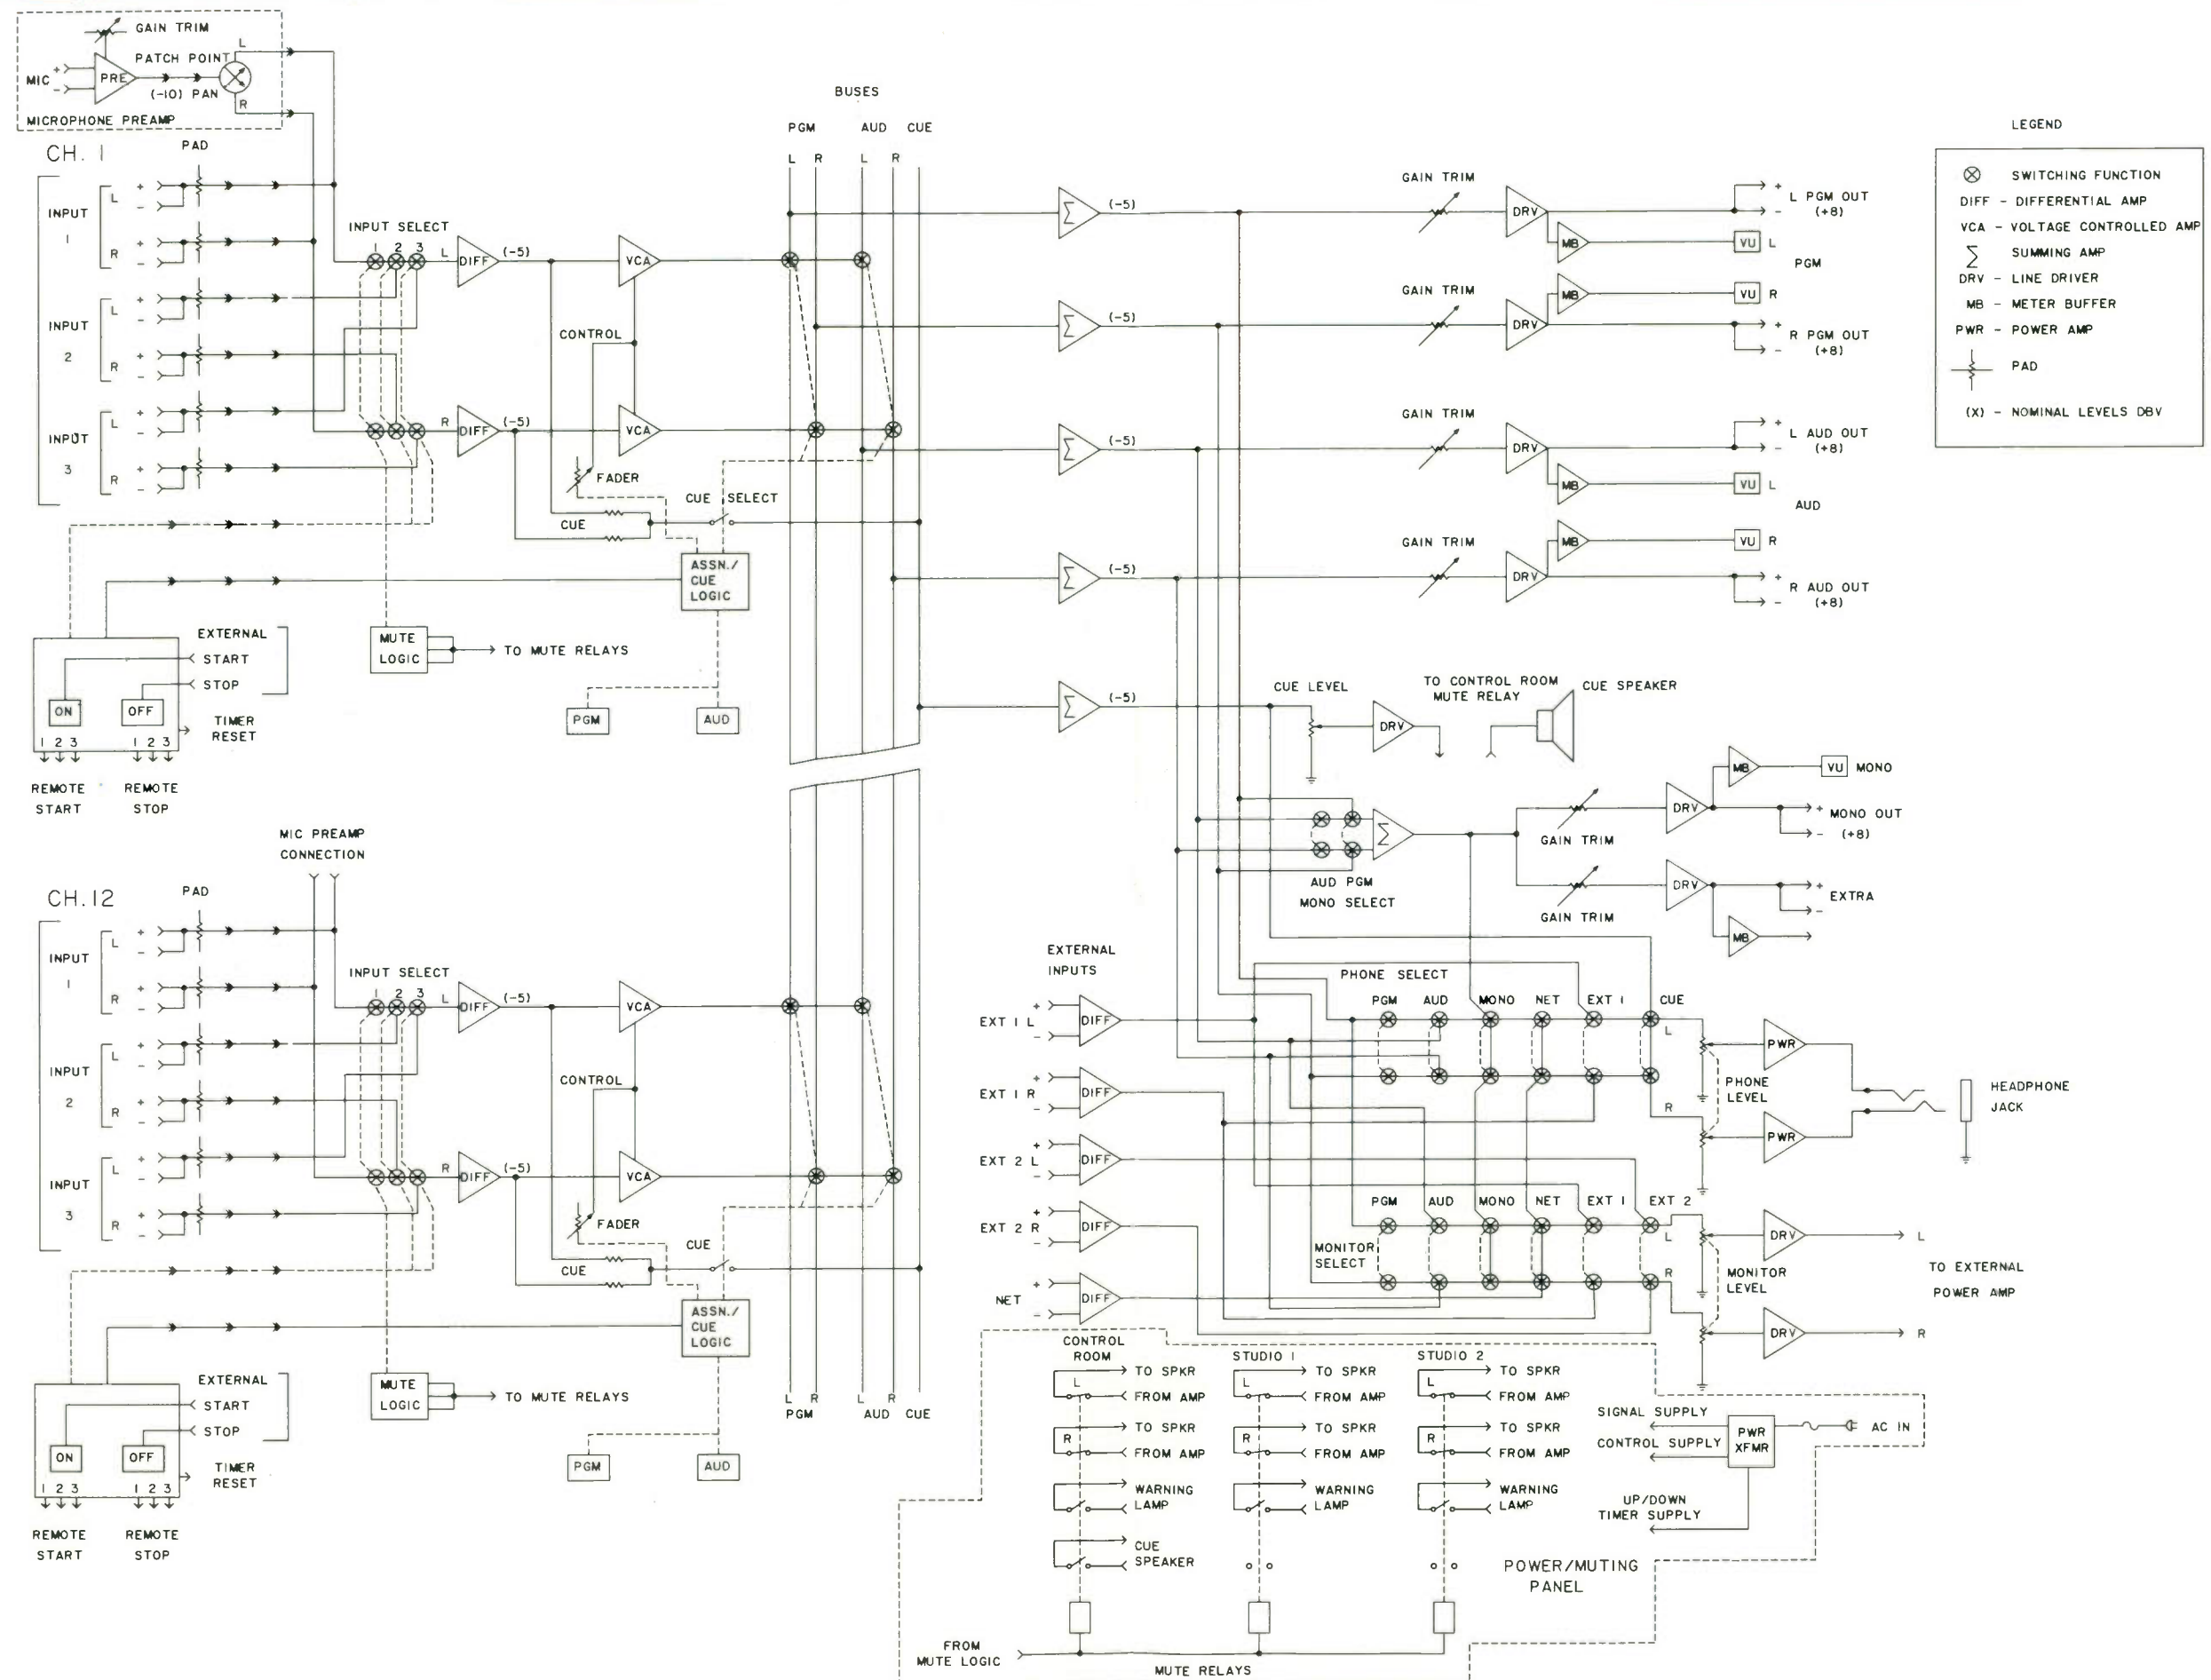 GAIN TRIM
MIC
+
-
PRE
PATCH POINT
(-10) PAN
L
R
MICROPHONE PREAMP
CH. 1
PAD
INPUT
1
L
+
-
R
+
-
INPUT
2
L
+
-
R
+
-
INPUT
3
L
+
-
R
+
-
INPUT SELECT
1 2 3
L
DIFF
(-5)
VCA
CONTROL
R
DIFF
(-5)
VCA
FADER
CUE SELECT
CUE
ASSN./
CUE
LOGIC
MUTE
LOGIC
TO MUTE RELAYS
PGM
AUD
EXTERNAL
START
STOP
ON
OFF
TIMER
RESET
1 2 3
1 2 3
REMOTE
START
REMOTE
STOP
BUSES
PGM
AUD
CUE
L
R
L
R
Σ
(-5)
GAIN TRIM
DRV
+
-
L PGM OUT
(+8)
MB
VU
L
PGM
Σ
(-5)
GAIN TRIM
DRV
MB
VU
R
+
-
R PGM OUT
(+8)
Σ
(-5)
GAIN TRIM
DRV
+
-
L AUD OUT
(+8)
MB
VU
L
AUD
Σ
(-5)
GAIN TRIM
DRV
MB
VU
R
+
-
R AUD OUT
(+8)
LEGEND
SWITCHING FUNCTION
DIFF - DIFFERENTIAL AMP
VCA - VOLTAGE CONTROLLED AMP
Σ SUMMING AMP
DRV - LINE DRIVER
MB - METER BUFFER
PWR - POWER AMP
PAD
(X) - NOMINAL LEVELS DBV
Σ
(-5)
CUE LEVEL
DRV
TO CONTROL ROOM
MUTE RELAY
CUE SPEAKER
Σ
AUD PGM
MONO SELECT
GAIN TRIM
DRV
MB
VU
MONO
+
-
MONO OUT
(+8)
GAIN TRIM
DRV
+
-
EXTRA
MB
MIC PREAMP
CONNECTION
CH.12
PAD
INPUT
1
L
+
-
R
+
-
INPUT
2
L
+
-
R
+
-
INPUT
3
L
+
-
R
+
-
INPUT SELECT
1 2 3
L
DIFF
(-5)
VCA
CONTROL
R
DIFF
(-5)
VCA
FADER
CUE
CUE
ASSN./
CUE
LOGIC
MUTE
LOGIC
TO MUTE RELAYS
PGM
AUD
EXTERNAL
START
STOP
ON
OFF
TIMER
RESET
1 2 3
1 2 3
REMOTE
START
REMOTE
STOP
L
R
L
R
PGM
AUD
CUE
EXTERNAL
INPUTS
EXT 1 L
+
-
DIFF
EXT 1 R
+
-
DIFF
EXT 2 L
+
-
DIFF
EXT 2 R
+
-
DIFF
NET
+
-
DIFF
PHONE SELECT
PGM
AUD
MONO
NET
EXT 1
CUE
L
R
PHONE
LEVEL
PWR
PWR
HEADPHONE
JACK
PGM
AUD
MONO
NET
EXT 1
EXT 2
MONITOR
SELECT
L
R
MONITOR
LEVEL
DRV
DRV
L
TO EXTERNAL
POWER AMP
R
CONTROL
ROOM
L
TO SPKR
FROM AMP
R
TO SPKR
FROM AMP
WARNING
LAMP
CUE
SPEAKER
STUDIO 1
L
TO SPKR
FROM AMP
R
TO SPKR
FROM AMP
WARNING
LAMP
STUDIO 2
L
TO SPKR
FROM AMP
R
TO SPKR
FROM AMP
WARNING
LAMP
SIGNAL SUPPLY
CONTROL SUPPLY
PWR
XFMR
AC IN
UP/DOWN
TIMER SUPPLY
POWER/MUTING
PANEL
FROM
MUTE LOGIC
MUTE RELAYS